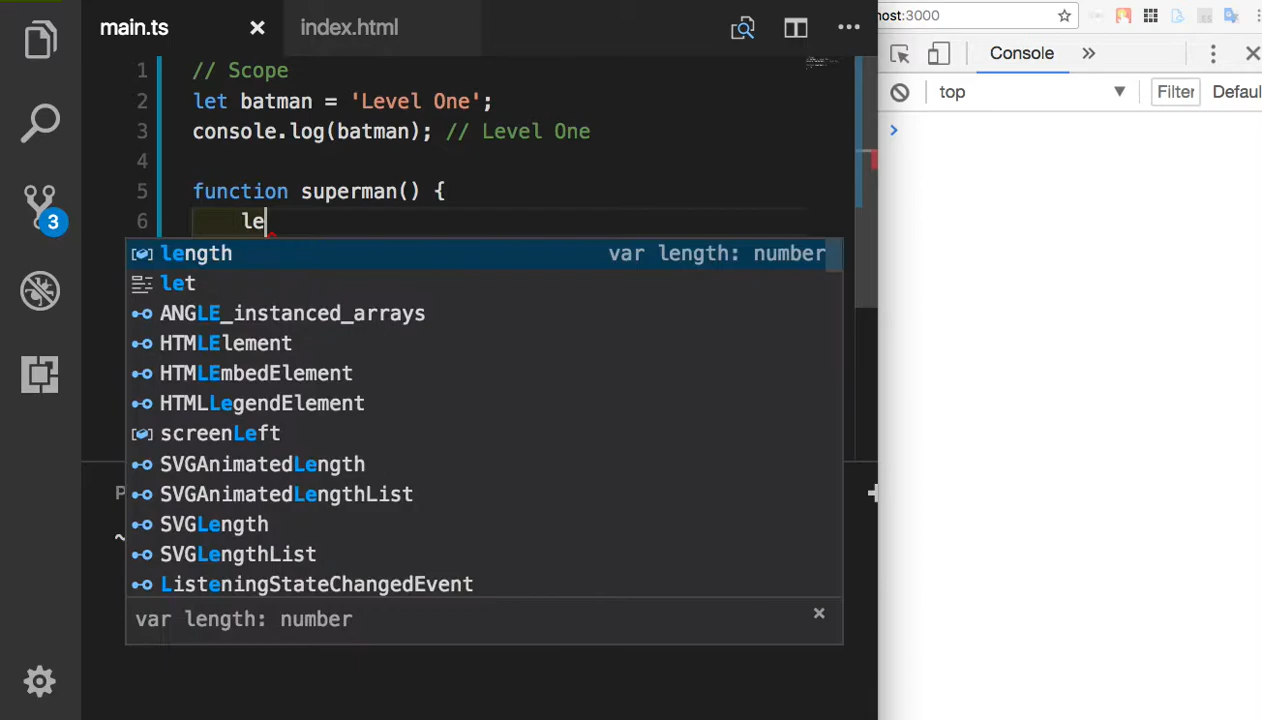 main.ts
index.html
1 // Scope
2 let batman = 'Level One';
3 console.log(batman); // Level One
4
5 function superman() {
6 le
length var length: number
let
ANGLE_instanced_arrays
HTMLElement
HTMLEmbedElement
HTMLLegendElement
screenLeft
SVGAnimatedLength
SVGAnimatedLengthList
SVGLength
SVGLengthList
ListeningStateChangedEvent
var length: number
P
~
3
host:3000
Console
top
Filter
Defaul